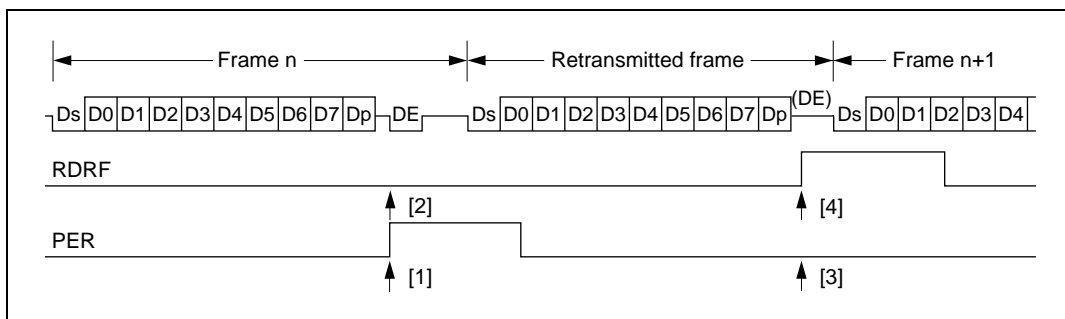 Frame n Retransmitted frame Frame n+1
Ds D0 D1 D2 D3 D4 D5 D6 D7 Dp DE Ds D0 D1 D2 D3 D4 D5 D6 D7 Dp (DE) Ds D0 D1 D2 D3 D4
RDRF
[2] [4]
PER
[1] [3]